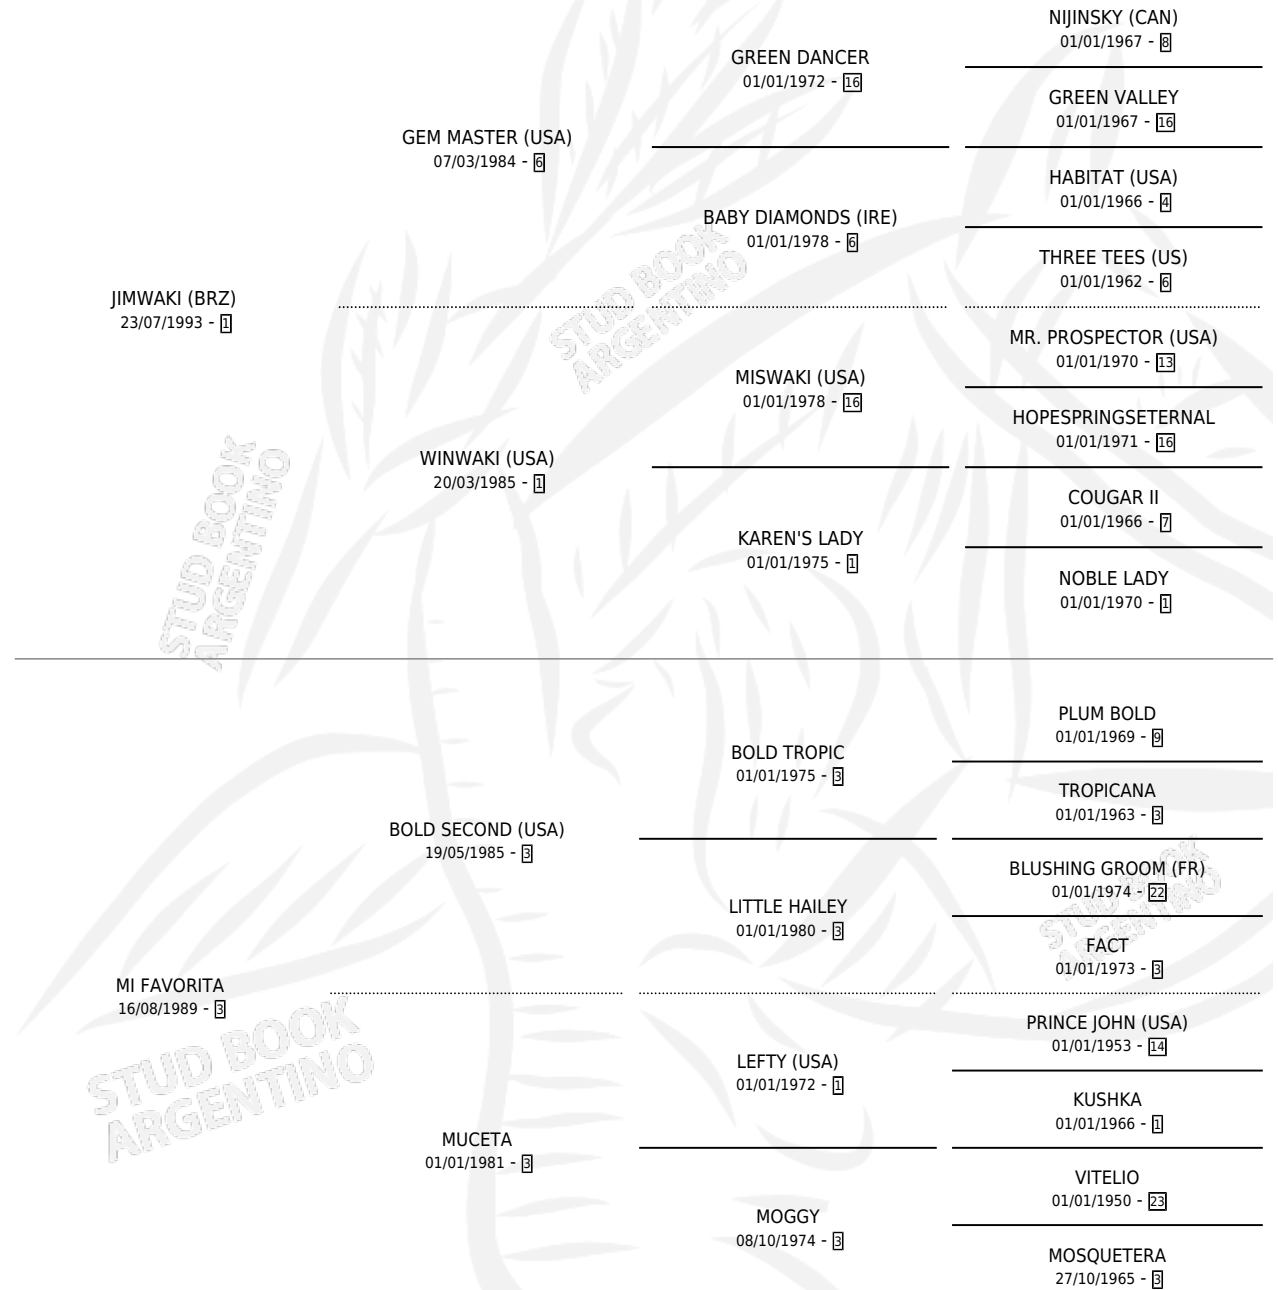 NIJINSKY (CAN)
01/01/1967 - 8
GREEN DANCER
01/01/1972 - 16
GREEN VALLEY
01/01/1967 - 16
GEM MASTER (USA)
07/03/1984 - 6
HABITAT (USA)
01/01/1966 - 4
BABY DIAMONDS (IRE)
01/01/1978 - 6
THREE TEES (US)
01/01/1962 - 6
JIMWAKI (BRZ)
23/07/1993 - 1
STUD BOOK
ARGENTINO
MR. PROSPECTOR (USA)
01/01/1970 - 13
MISWAKI (USA)
01/01/1978 - 16
HOPESPRINGSETERNAL
01/01/1971 - 16
WINWAKI (USA)
20/03/1985 - 1
COUGAR II
01/01/1966 - 7
KAREN'S LADY
01/01/1975 - 1
NOBLE LADY
01/01/1970 - 1
STUD BOOK
ARGENTINO
PLUM BOLD
01/01/1969 - 9
BOLD TROPIC
01/01/1975 - 3
TROPICANA
01/01/1963 - 3
BOLD SECOND (USA)
19/05/1985 - 3
BLUSHING GROOM (FR)
01/01/1974 - 22
LITTLE HAILEY
01/01/1980 - 3
STUD BOOK
ARGENTINO
FACT
01/01/1973 - 3
MI FAVORITA
16/08/1989 - 3
STUD BOOK
ARGENTINO
PRINCE JOHN (USA)
01/01/1953 - 14
LEFTY (USA)
01/01/1972 - 1
KUSHKA
01/01/1966 - 1
MUCETA
01/01/1981 - 3
VITELIO
01/01/1950 - 23
MOGGY
08/10/1974 - 3
MOSQUETERA
27/10/1965 - 3